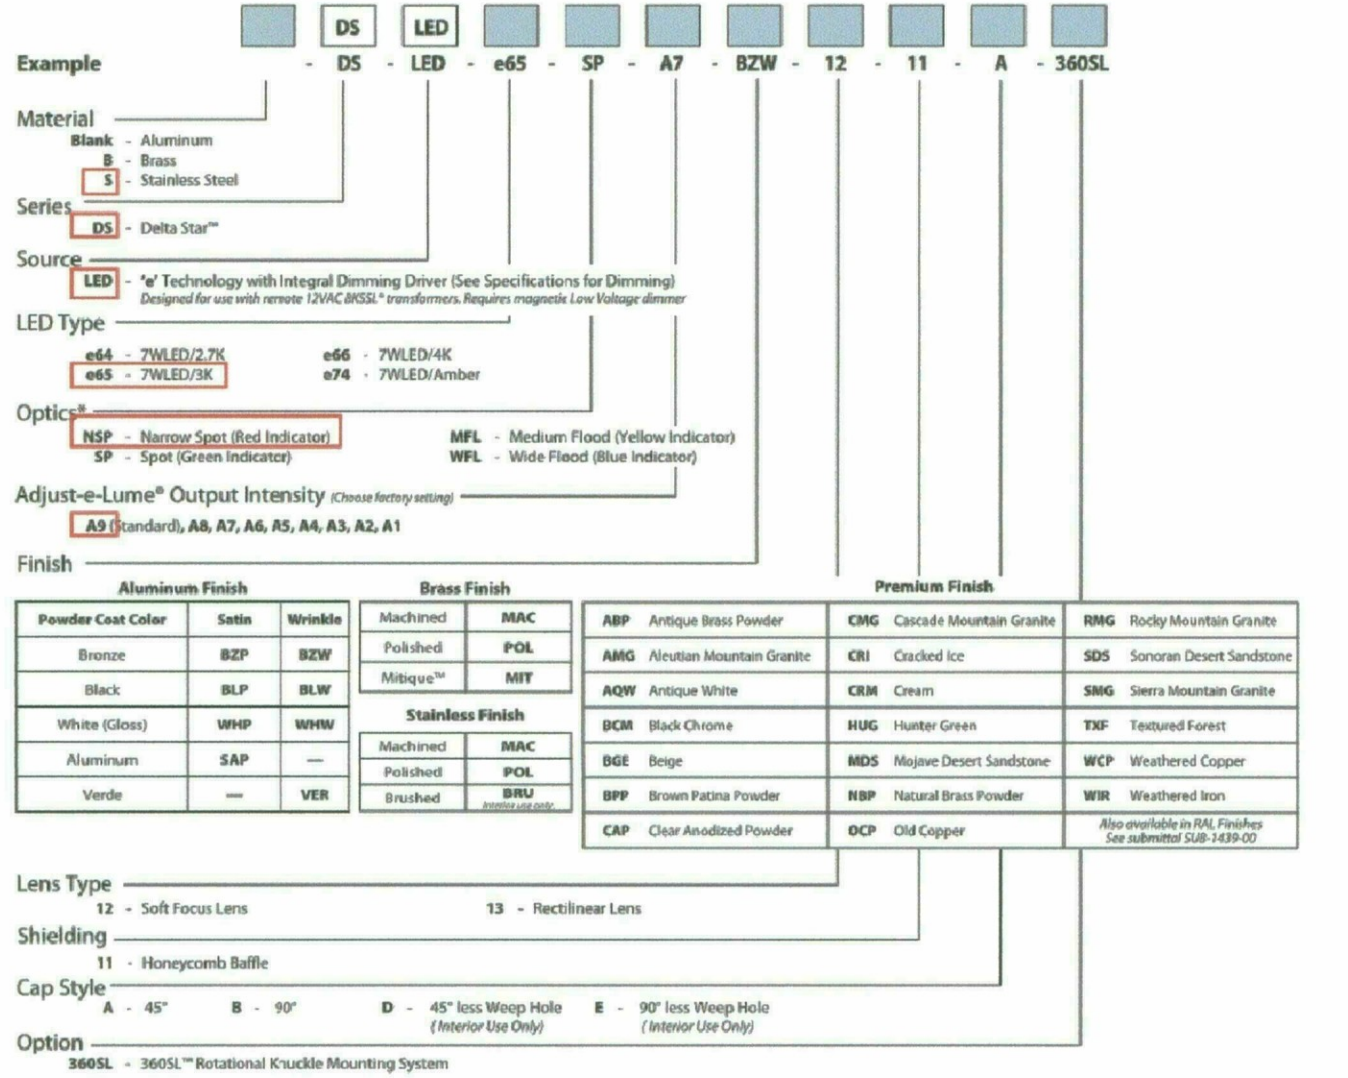 DS LED
Example - DS - LED - e65 - SP - A7 - BZW - 12 - 11 - A - 360SL
Material
Blank - Aluminum
B - Brass
S - Stainless Steel
Series
DS - Delta Star™
Source
LED - 'e' Technology with Integral Dimming Driver (See Specifications for Dimming)
Designed for use with remote 12VAC BKSSL® transformers. Requires magnetic Low Voltage dimmer
LED Type
e64 - 7WLED/2.7K e66 - 7WLED/4K
e65 - 7WLED/3K e74 - 7WLED/Amber
Optics*
NSP - Narrow Spot (Red Indicator) MFL - Medium Flood (Yellow Indicator)
SP - Spot (Green Indicator) WFL - Wide Flood (Blue Indicator)
Adjust-e-Lume® Output Intensity (Choose factory setting)
A9 (Standard), A8, A7, A6, A5, A4, A3, A2, A1
Finish
Aluminum Finish
Powder Coat Color Satin Wrinkle
Bronze BZP BZW
Black BLP BLW
White (Gloss) WHP WHW
Aluminum SAP —
Verde — VER
Brass Finish
Machined MAC
Polished POL
Mitique™ MIT
Stainless Finish
Machined MAC
Polished POL
Brushed BRU
Interior use only.
Premium Finish
ABP Antique Brass Powder CMG Cascade Mountain Granite RMG Rocky Mountain Granite
AMG Aleutian Mountain Granite CRI Cracked Ice SDS Sonoran Desert Sandstone
AQW Antique White CRM Cream SMG Sierra Mountain Granite
BCM Black Chrome HUG Hunter Green TXF Textured Forest
BGE Beige MDS Mojave Desert Sandstone WCP Weathered Copper
BPP Brown Patina Powder NBP Natural Brass Powder WIR Weathered Iron
CAP Clear Anodized Powder OCP Old Copper Also available in RAL Finishes
See submittal SUB-1439-00
Lens Type
12 - Soft Focus Lens 13 - Rectilinear Lens
Shielding
11 - Honeycomb Baffle
Cap Style
A - 45° B - 90° D - 45° less Weep Hole E - 90° less Weep Hole
(Interior Use Only) (Interior Use Only)
Option
360SL - 360SL™ Rotational Knuckle Mounting System